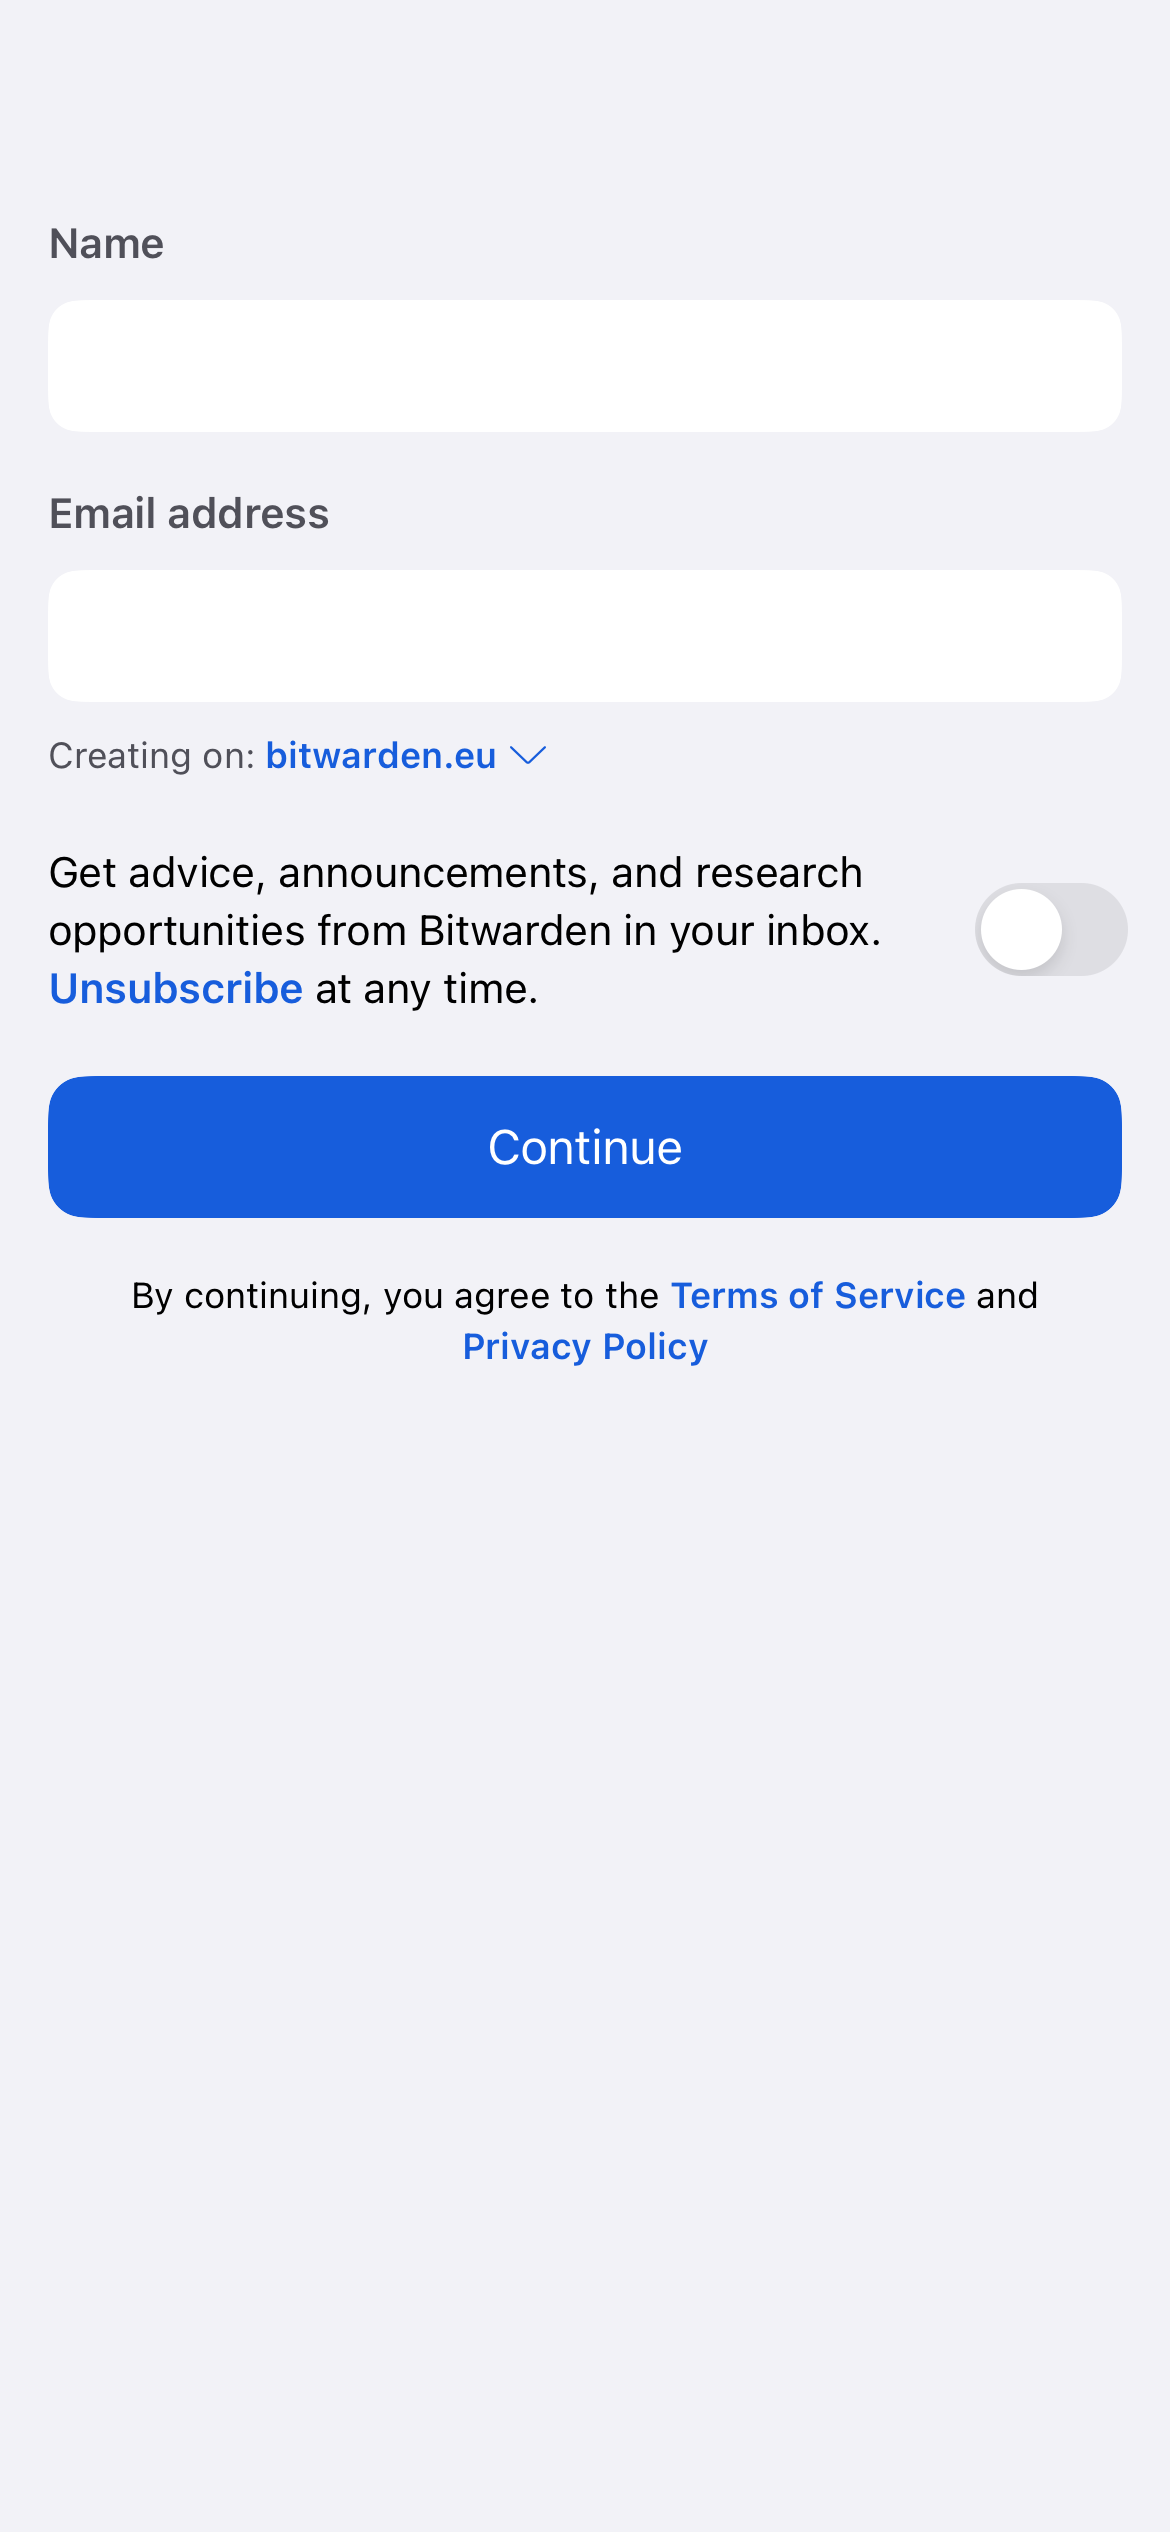 Name
Email address
Creating on: bitwarden.eu
Get advice, announcements, and research
opportunities from Bitwarden in your inbox.
Unsubscribe at any time.
Continue
By continuing, you agree to the Terms of Service and
Privacy Policy